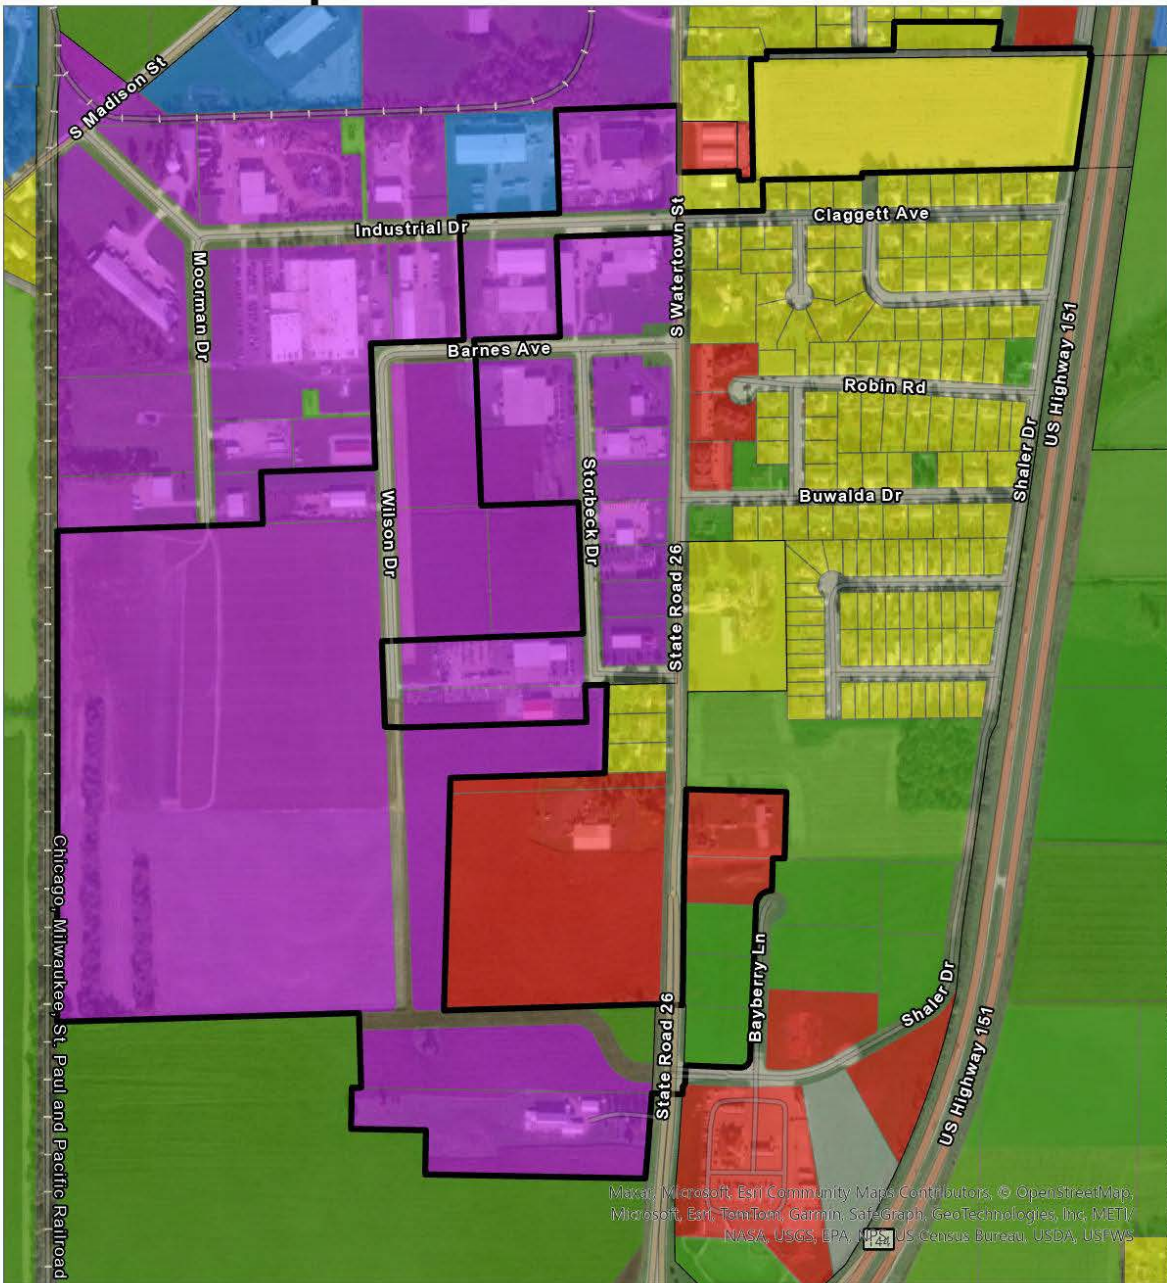 S Madison St
Industrial Dr
S Watertown St
Claggett Ave
Moorman Dr
Barnes Ave
Robin Rd
US Highway 151
Shaler Dr
Storbeck Dr
Wilson Dr
Buwalda Dr
State Road 26
Chicago, Milwaukee, St. Paul and Pacific Railroad
Bayberry Ln
Shaler Dr
State Road 26
US Highway 151
Maxar, Microsoft, Esri Community Maps Contributors, © OpenStreetMap,
Microsoft, Esri, TomTom, Garmin, SafeGraph, GeoTechnologies, Inc, METI/
NASA, USGS, EPA, NPS, US Census Bureau, USDA, USFWS